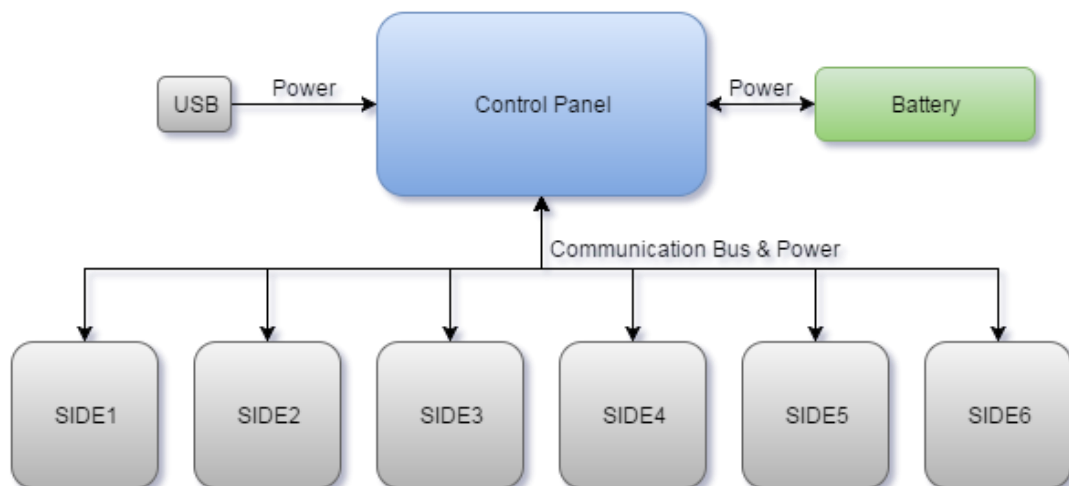 Power
Power
USB
Control Panel
Battery
Communication Bus & Power
SIDE1
SIDE2
SIDE3
SIDE4
SIDE5
SIDE6